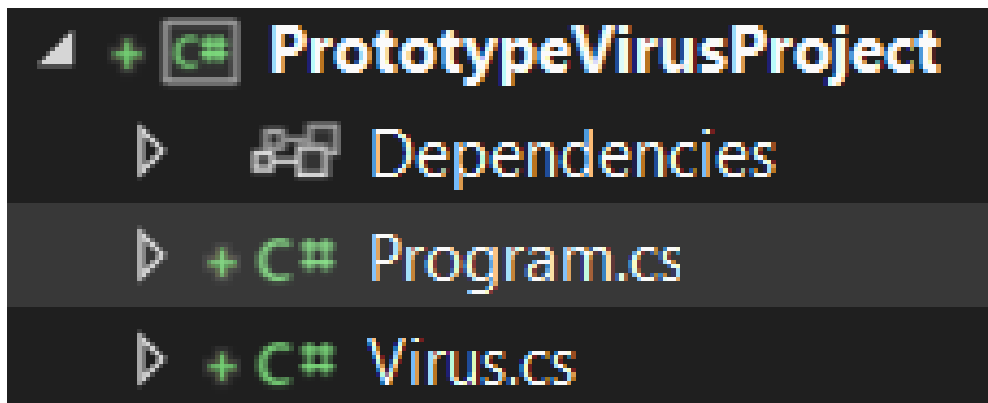 C# PrototypeVirusProject
Dependencies
+ C# Program.cs
+ C# Virus.cs